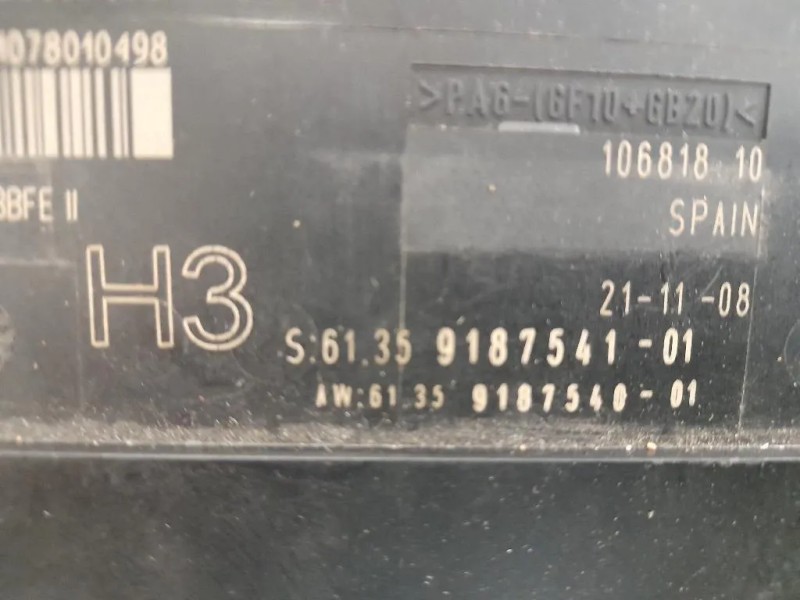 078010498
>PA6-(GF10+GB20)<
106818 10
BFE II
SPAIN
H3
21-11-08
S:61.35 9187541-01
AW:61.35 9187540-01